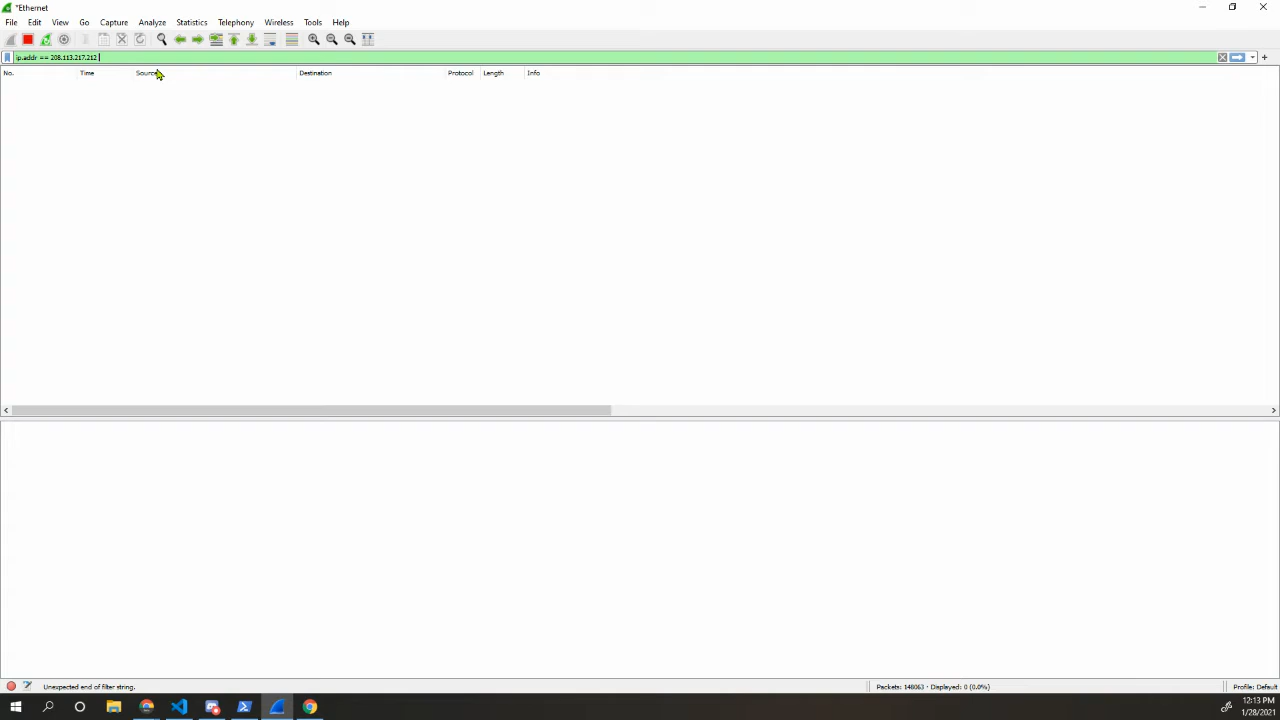 *Ethernet
File Edit View Go Capture Analyze Statistics Telephony Wireless Tools Help
ip.addr == 208.113.217.212
No. Time Source Destination Protocol Length Info
Unexpected end of filter string. Packets: 148063 · Displayed: 0 (0.0%) Profile: Default
12:13 PM
1/28/2021